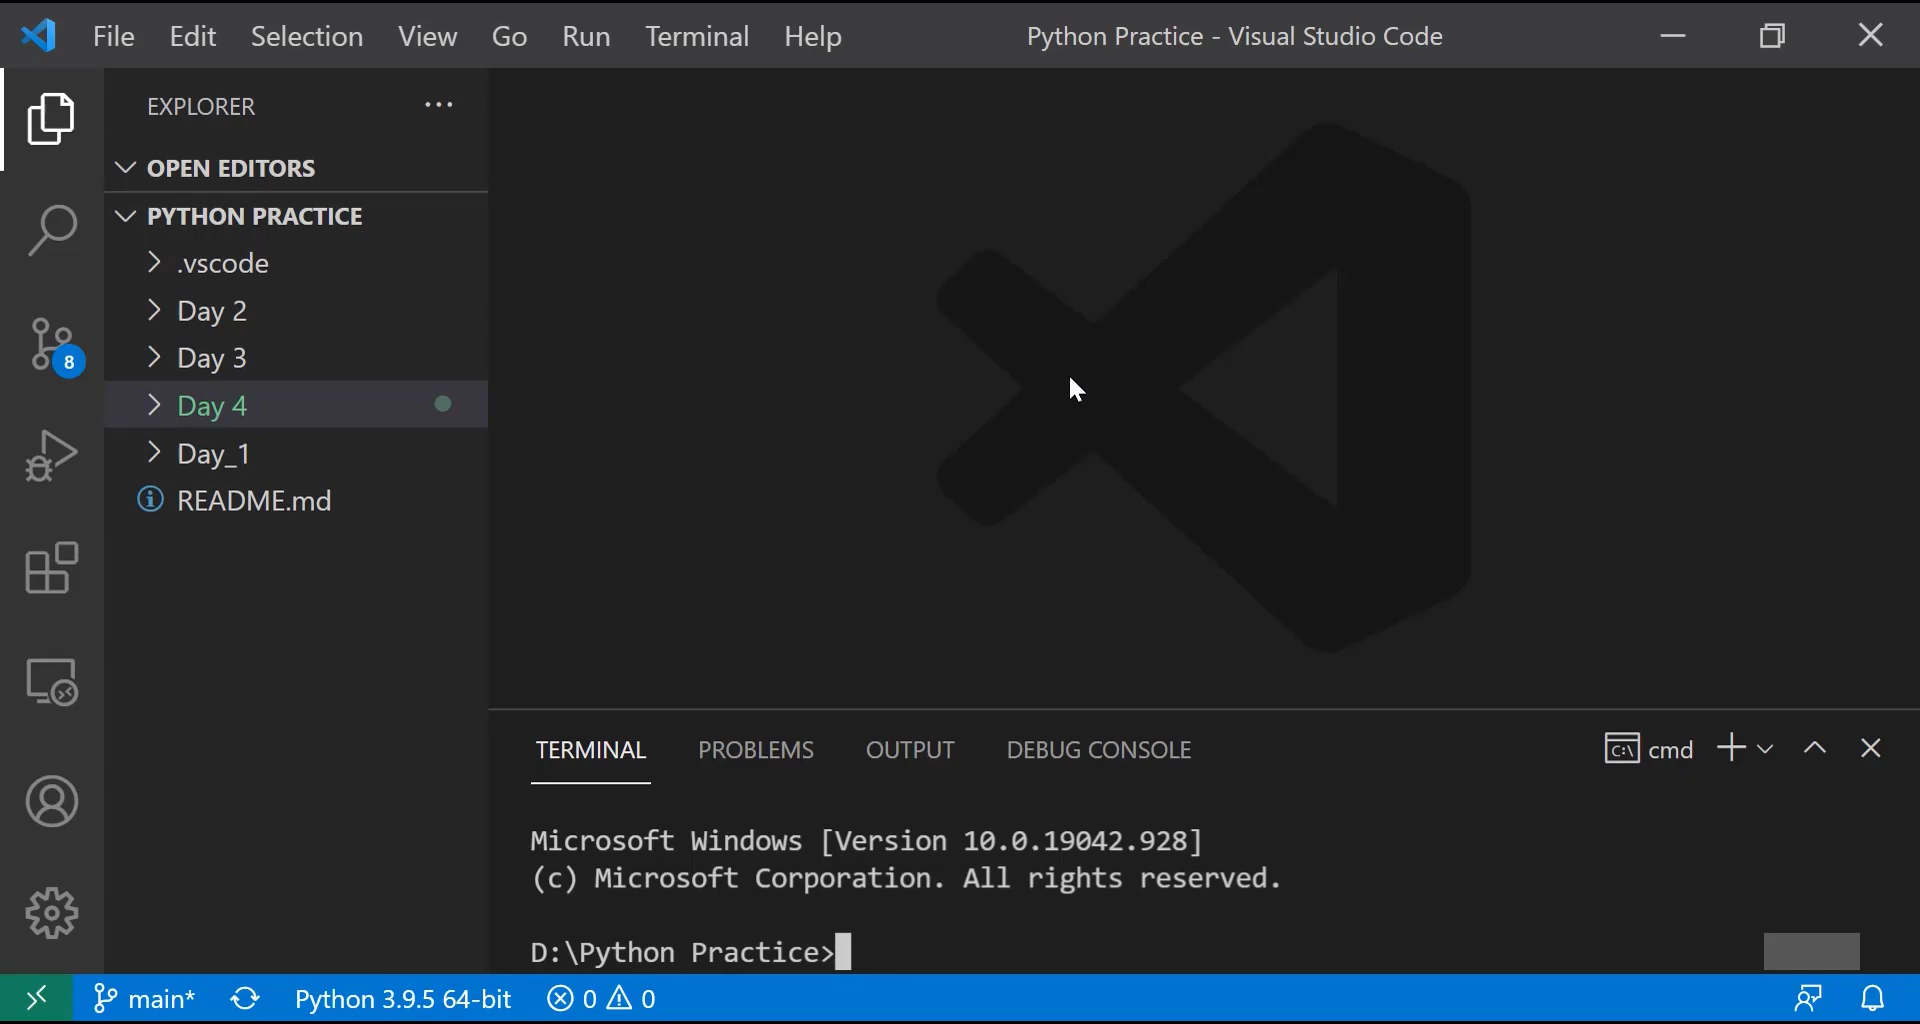 File Edit Selection View Go Run Terminal Help Python Practice - Visual Studio Code
EXPLORER
OPEN EDITORS
PYTHON PRACTICE
.vscode
Day 2
Day 3
8
Day 4
Day_1
README.md
TERMINAL PROBLEMS OUTPUT DEBUG CONSOLE
C:\ cmd
Microsoft Windows [Version 10.0.19042.928]
(c) Microsoft Corporation. All rights reserved.
D:\Python Practice>
main* Python 3.9.5 64-bit 0 0